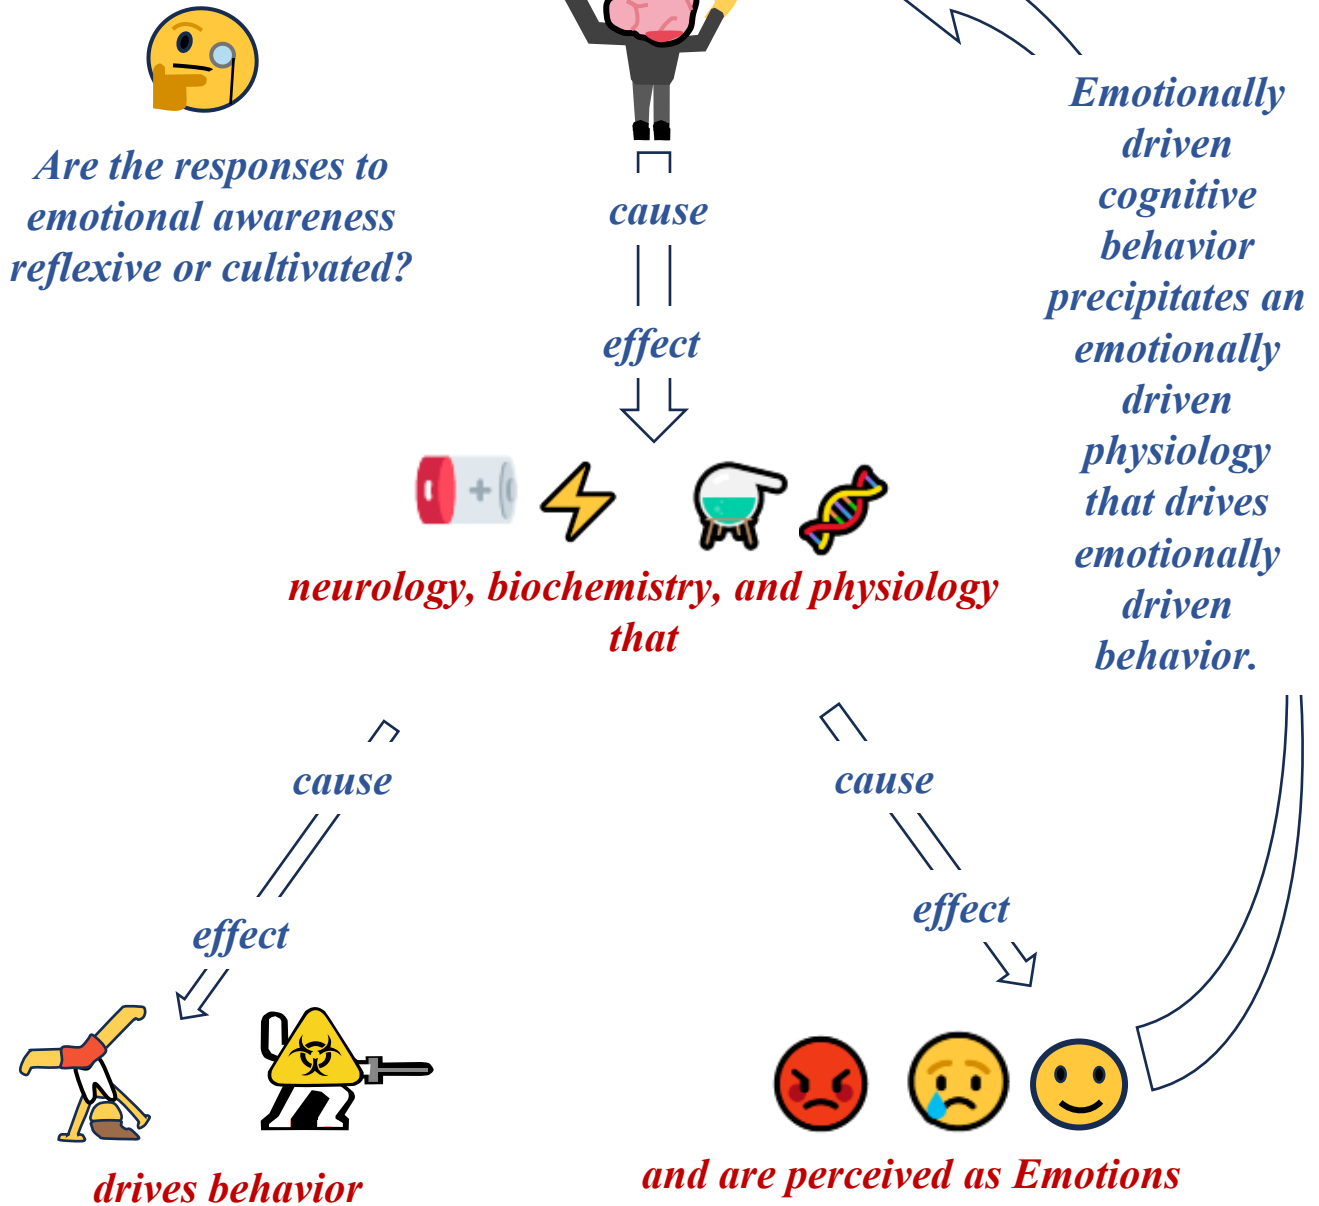 Are the responses to
emotional awareness
reflexive or cultivated?
cause
effect
Emotionally
driven
cognitive
behavior
precipitates an
emotionally
driven
physiology
that drives
emotionally
driven
behavior.
neurology, biochemistry, and physiology
that
cause
effect
cause
effect
drives behavior
and are perceived as Emotions